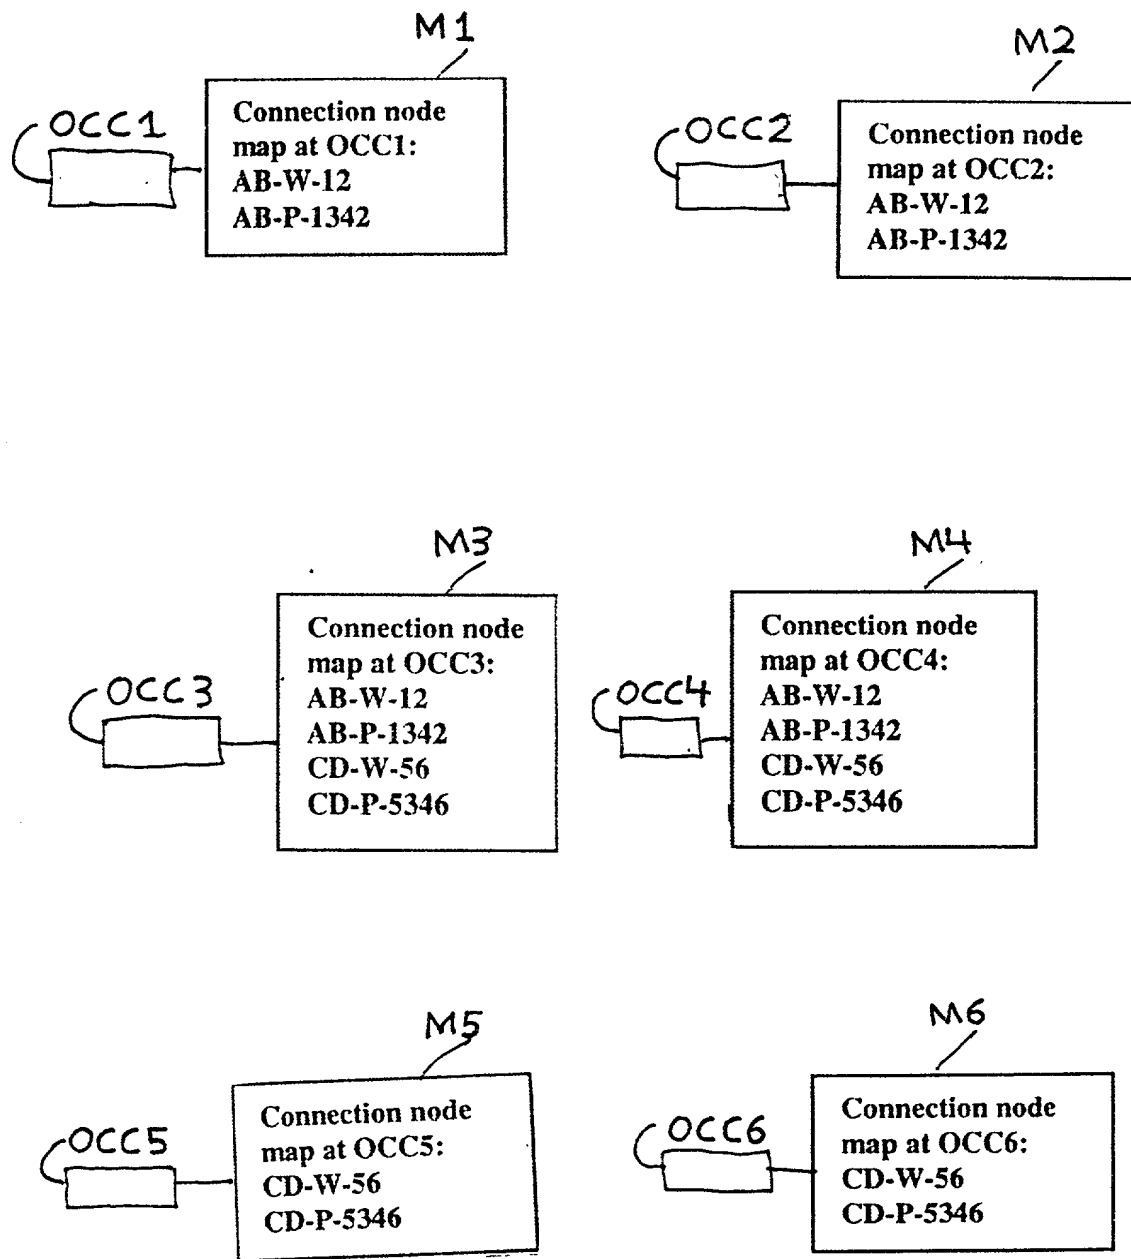 M1
OCC1
Connection node
map at OCC1:
AB-W-12
AB-P-1342
M2
OCC2
Connection node
map at OCC2:
AB-W-12
AB-P-1342
M3
OCC3
Connection node
map at OCC3:
AB-W-12
AB-P-1342
CD-W-56
CD-P-5346
M4
OCC4
Connection node
map at OCC4:
AB-W-12
AB-P-1342
CD-W-56
CD-P-5346
M5
OCC5
Connection node
map at OCC5:
CD-W-56
CD-P-5346
M6
OCC6
Connection node
map at OCC6:
CD-W-56
CD-P-5346